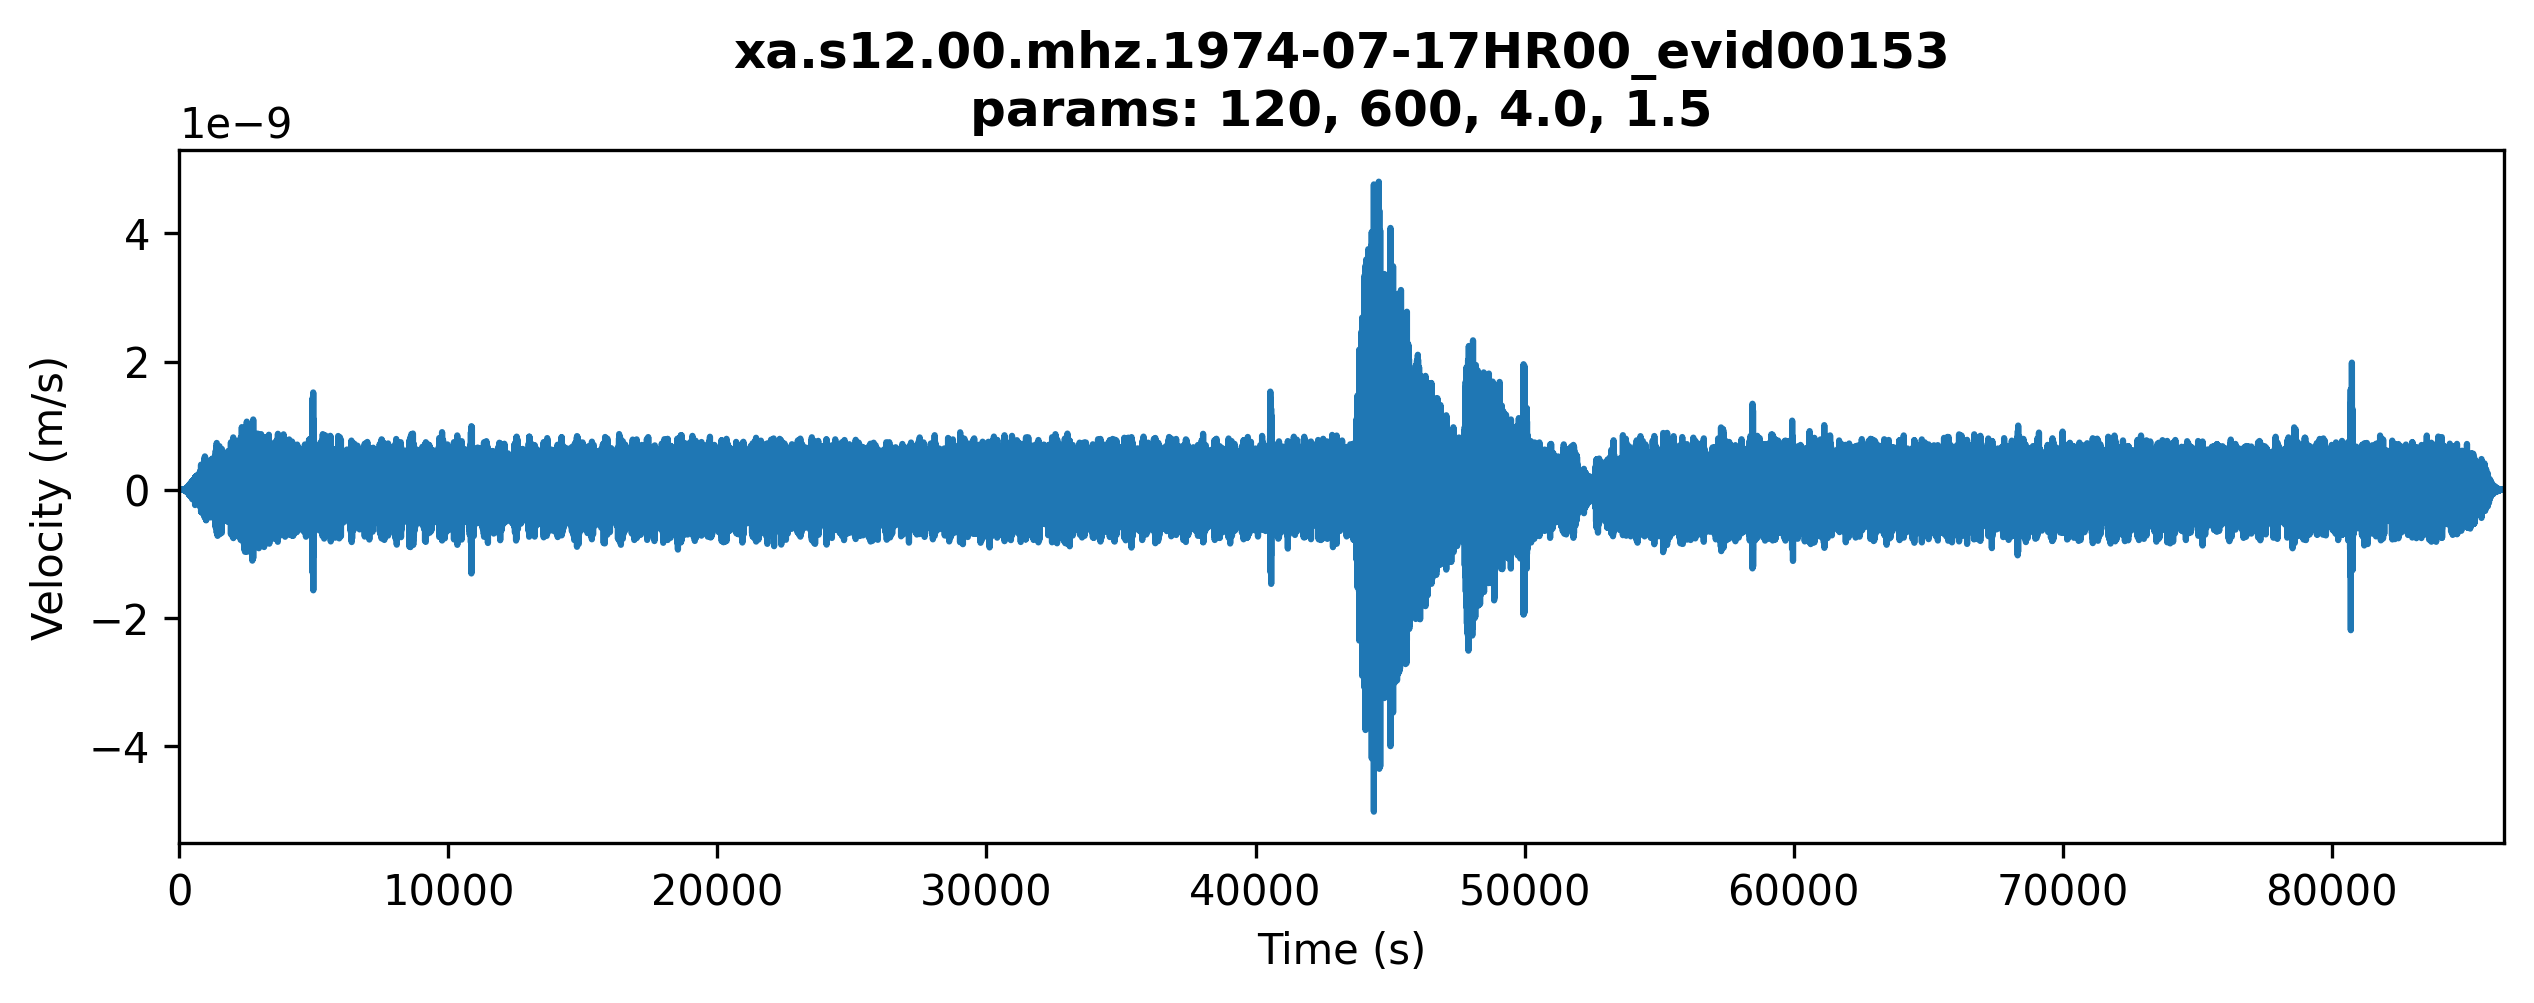 xa.s12.00.mhz.1974-07-17HR00_evid00153
params: 120, 600, 4.0, 1.5
1e−9
4
2
0
−2
−4
Velocity (m/s)
0 10000 20000 30000 40000 50000 60000 70000 80000
Time (s)